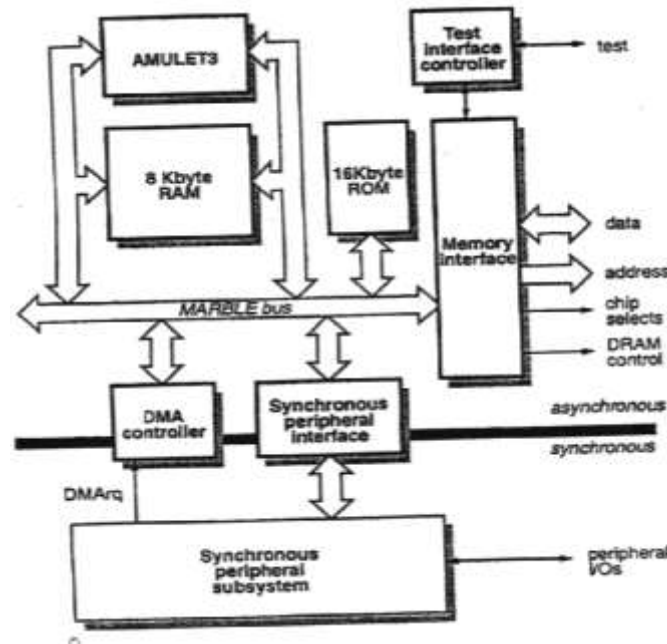 AMULET3
Test
interface
controller
test
8 Kbyte
RAM
16Kbyte
ROM
Memory
interface
data
address
chip
selects
DRAM
control
MARBLE bus
DMA
controller
Synchronous
peripheral
interface
asynchronous
synchronous
DMArq
Synchronous
peripheral
subsystem
peripheral
I/Os